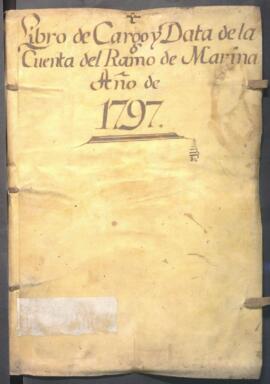 Libro de Cargo y Data de la
Cuenta del Ramo de Marina
Año de
1797.